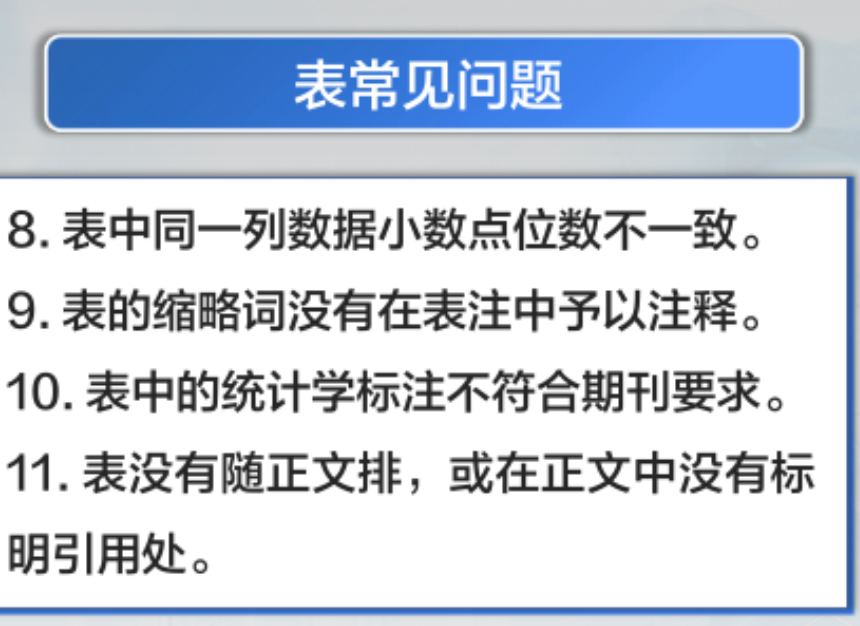 表常见问题
8. 表中同一列数据小数点位数不一致。
9. 表的缩略词没有在表注中予以注释。
10. 表中的统计学标注不符合期刊要求。
11. 表没有随正文排，或在正文中没有标
明引用处。